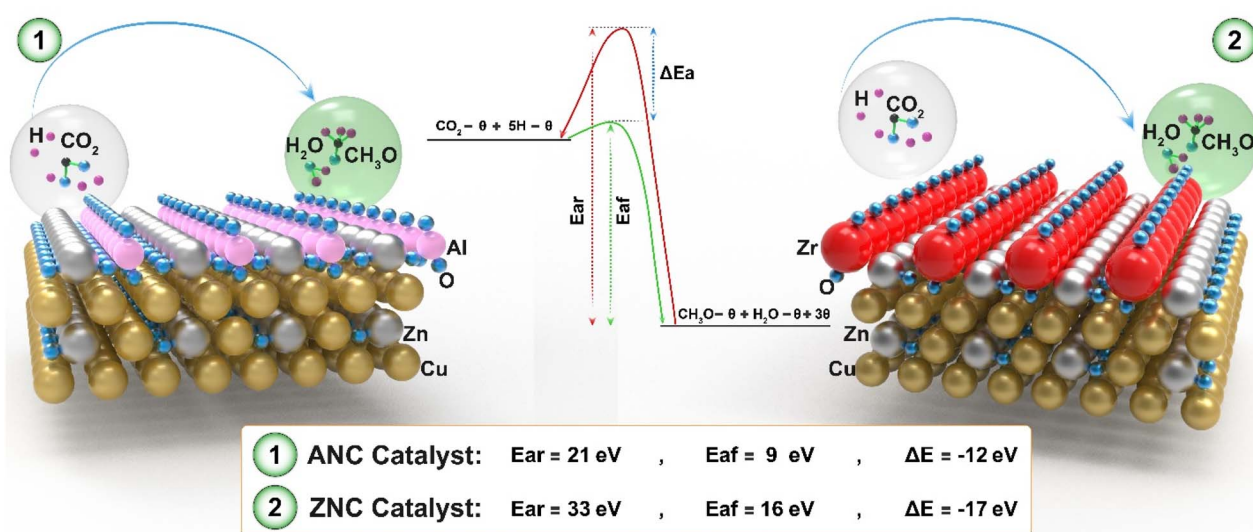 1
H
CO₂
H₂O
CH₃O
Al
O
Zn
Cu
CO₂ – θ + 5H – θ
ΔEa
Ear
Eaf
CH₃O – θ + H₂O – θ + 3θ
2
H
CO₂
H₂O
CH₃O
Zr
O
Zn
Cu
1 ANC Catalyst: Ear = 21 eV , Eaf = 9 eV , ΔE = -12 eV
2 ZNC Catalyst: Ear = 33 eV , Eaf = 16 eV , ΔE = -17 eV